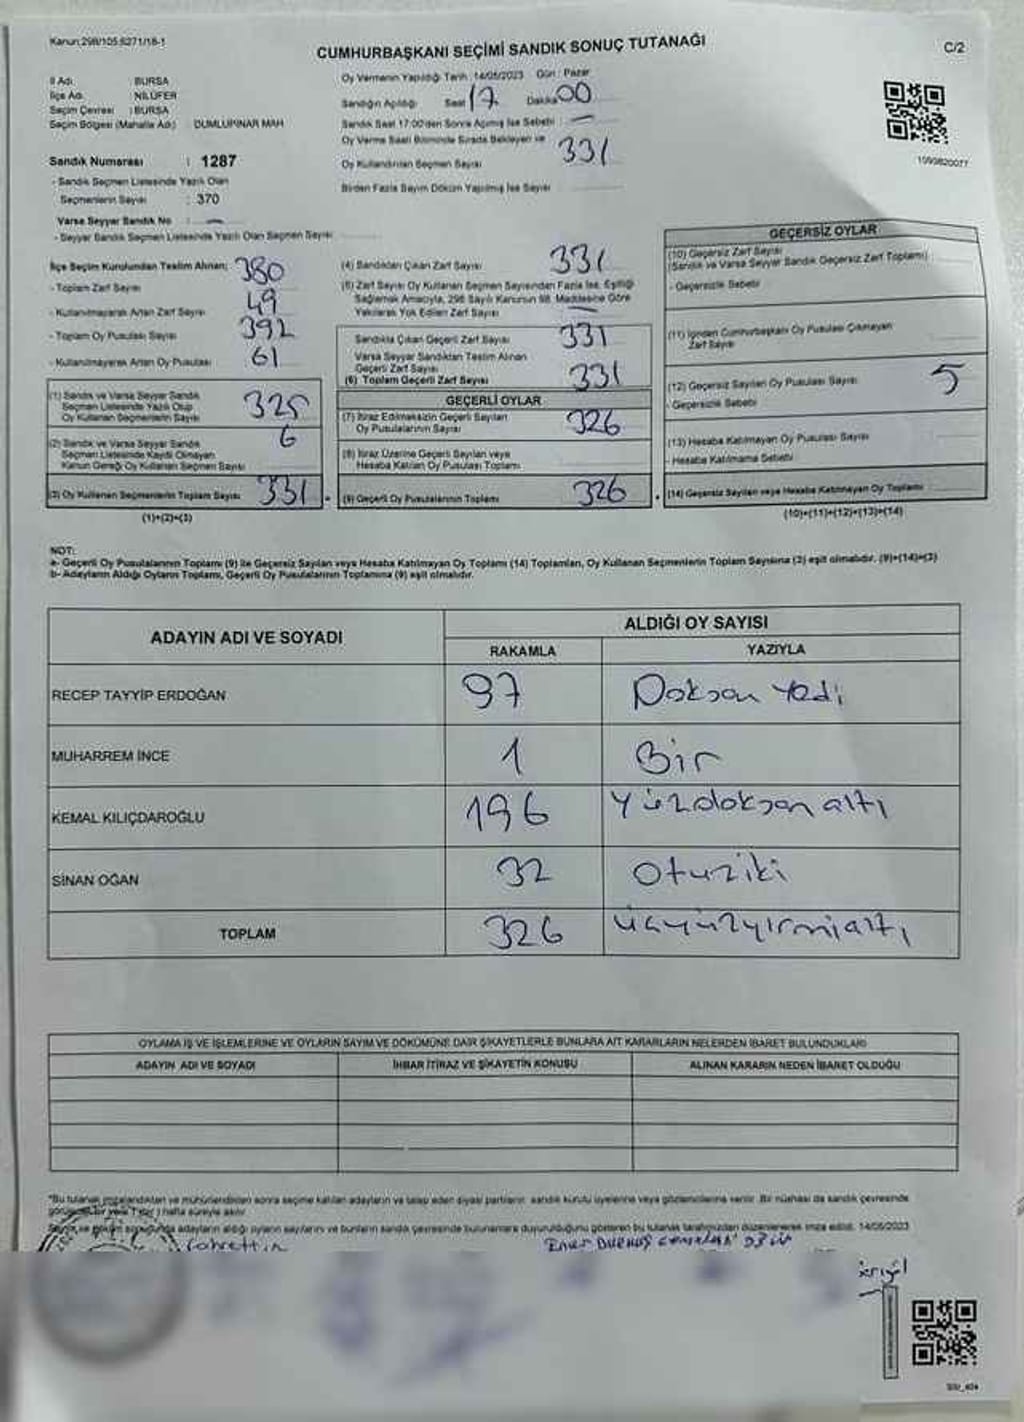 Kanun:298/105.6271/18-1
CUMHURBAŞKANI SEÇİMİ SANDIK SONUÇ TUTANAĞI
C/2
İl Adı : BURSA
İlçe Adı : NİLÜFER
Seçim Çevresi : BURSA
Seçim Bölgesi (Mahalle Adı) : DUMLUPINAR MAH
Oy Vermenin Yapıldığı Tarih : 14/05/2023 Gün : Pazar
Sandığın Açıldığı Saat 17 Dakika 00
Sandık Saat 17:00'den Sonra Açılmış İse Sebebi
Oy Verme Saati Bitiminde Sırada Bekleyen ve
Oy Kullandırılan Seçmen Sayısı 331
Birden Fazla Sayım Döküm Yapılmış İse Sayısı
1090820077
Sandık Numarası : 1287
- Sandık Seçmen Listesinde Yazılı Olan
Seçmenlerin Sayısı : 370
Varsa Seyyar Sandık No : —
- Seyyar Sandık Seçmen Listesinde Yazılı Olan Seçmen Sayısı
İlçe Seçim Kurulundan Teslim Alınan;
- Toplam Zarf Sayısı 380
- Kullanılmayarak Artan Zarf Sayısı 49
- Toplam Oy Pusulası Sayısı 392
- Kullanılmayarak Artan Oy Pusulası 61
(1) Sandık ve Varsa Seyyar Sandık
Seçmen Listesinde Yazılı Olup
Oy Kullanan Seçmenlerin Sayısı 325
(2) Sandık ve Varsa Seyyar Sandık
Seçmen Listesinde Kaydı Olmayan
Kanun Gereği Oy Kullanan Seçmen Sayısı 6
(3) Oy Kullanan Seçmenlerin Toplam Sayısı 331
(1)+(2)=(3)
(4) Sandıktan Çıkan Zarf Sayısı 331
(5) Zarf Sayısı Oy Kullanan Seçmen Sayısından Fazla İse, Eşitliği
Sağlamak Amacıyla, 298 Sayılı Kanunun 98. Maddesine Göre
Yakılarak Yok Edilen Zarf Sayısı —
Sandıkta Çıkan Geçerli Zarf Sayısı 331
Varsa Seyyar Sandıktan Teslim Alınan
Geçerli Zarf Sayısı
(6) Toplam Geçerli Zarf Sayısı 331
GEÇERLİ OYLAR
(7) İtiraz Edilmeksizin Geçerli Sayılan
Oy Pusulalarının Sayısı 326
(8) İtiraz Üzerine Geçerli Sayılan veya
Hesaba Katılan Oy Pusulası Toplamı
(9) Geçerli Oy Pusulalarının Toplamı 326
GEÇERSİZ OYLAR
(10) Geçersiz Zarf Sayısı
(Sandık ve Varsa Seyyar Sandık Geçersiz Zarf Toplamı)
- Geçersizlik Sebebi
(11) İçinden Cumhurbaşkanı Oy Pusulası Çıkmayan
Zarf Sayısı
(12) Geçersiz Sayılan Oy Pusulası Sayısı 5
- Geçersizlik Sebebi
(13) Hesaba Katılmayan Oy Pusulası Sayısı
- Hesaba Katılmama Sebebi
(14) Geçersiz Sayılan veya Hesaba Katılmayan Oy Toplamı
(10)+(11)+(12)+(13)=(14)
NOT:
a- Geçerli Oy Pusulalarının Toplamı (9) ile Geçersiz Sayılan veya Hesaba Katılmayan Oy Toplamı (14) Toplamları, Oy Kullanan Seçmenlerin Toplam Sayısına (3) eşit olmalıdır. (9)+(14)=(3)
b- Adayların Aldığı Oyların Toplamı, Geçerli Oy Pusulalarının Toplamına (9) eşit olmalıdır.
ADAYIN ADI VE SOYADI
ALDIĞI OY SAYISI
RAKAMLA YAZIYLA
RECEP TAYYİP ERDOĞAN 97 Doksan Yedi
MUHARREM İNCE 1 Bir
KEMAL KILIÇDAROĞLU 196 Yüzdoksan altı
SİNAN OĞAN 32 Otuziki
TOPLAM 326 üçyüzyirmialtı
OYLAMA İŞ VE İŞLEMLERİNE VE OYLARIN SAYIM VE DÖKÜMÜNE DAİR ŞİKAYETLERLE BUNLARA AİT KARARLARIN NELERDEN İBARET BULUNDUKLARI
ADAYIN ADI VE SOYADI İHBAR İTİRAZ VE ŞİKAYETİN KONUSU ALINAN KARARIN NEDEN İBARET OLDUĞU
"Bu tutanak imzalandıktan ve mühürlendikten sonra seçime katılan adayların ve talep eden siyasi partilerin sandık kurulu üyelerine veya gözlemcilerine verilir. Bir nüshası da sandık çevresinde
görülecek bir yere 1 (bir) hafta süreyle asılır.
adayların aldığı oyların sayılarını ve bunların sandık çevresinde bulunanlara duyurulduğunu gösteren bu tutanak tarafımızdan düzenlenerek imza edildi. 14/05/2023